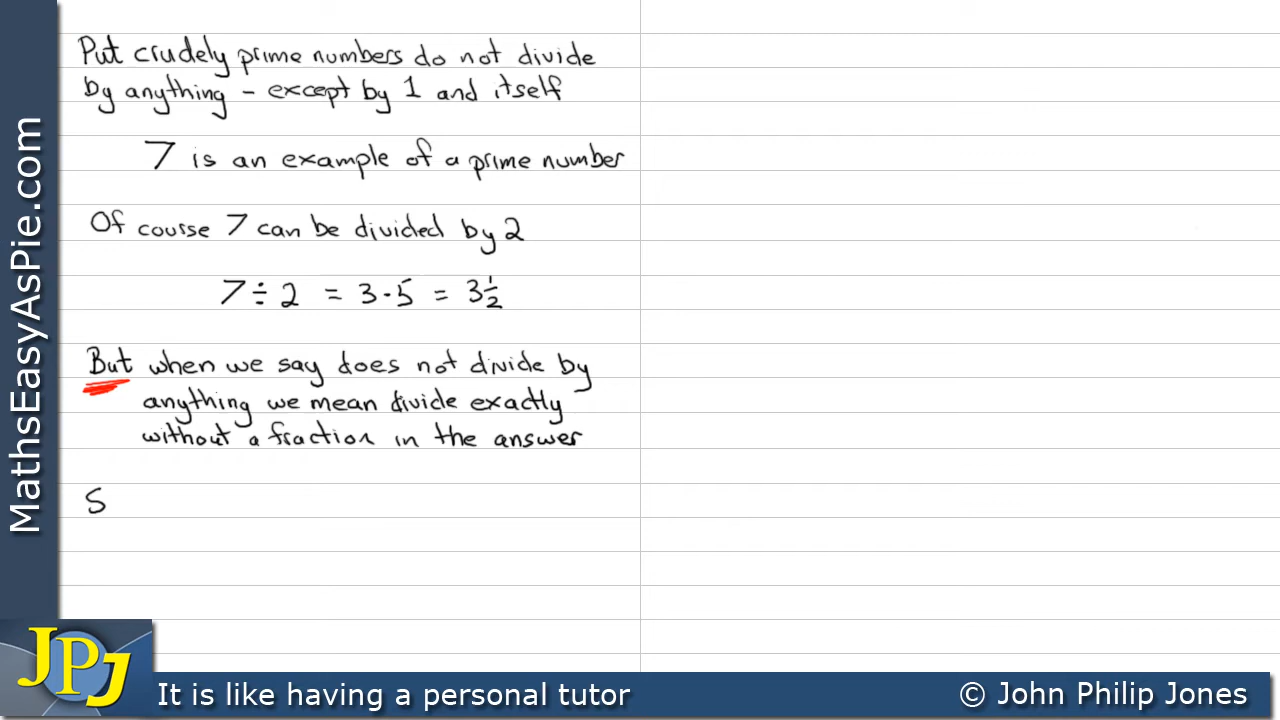 MathsEasyAsPie.com
Put crudely prime numbers do not divide
by anything - except by 1 and itself
7 is an example of a prime number
Of course 7 can be divided by 2
7 ÷ 2 = 3·5 = 3½
But when we say does not divide by
anything we mean divide exactly
without a fraction in the answer
S
JPJ
It is like having a personal tutor
© John Philip Jones